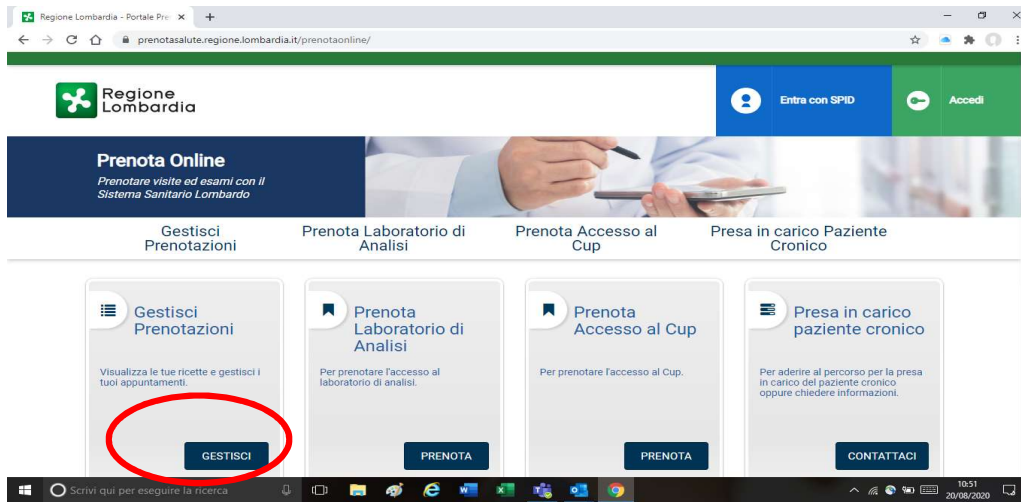 Regione Lombardia - Portale Pre
prenotasalute.regione.lombardia.it/prenotaonline/
Regione
Lombardia
Entra con SPID
Accedi
Prenota Online
Prenotare visite ed esami con il
Sistema Sanitario Lombardo
Gestisci
Prenotazioni
Prenota Laboratorio di
Analisi
Prenota Accesso al
Cup
Presa in carico Paziente
Cronico
Gestisci
Prenotazioni
Visualizza le tue ricette e gestisci i
tuoi appuntamenti.
GESTISCI
Prenota
Laboratorio di
Analisi
Per prenotare l'accesso al
laboratorio di analisi.
PRENOTA
Prenota
Accesso al Cup
Per prenotare l'accesso al Cup.
PRENOTA
Presa in carico
paziente cronico
Per aderire al percorso per la presa
in carico del paziente cronico
oppure chiedere informazioni.
CONTATTACI
Scrivi qui per eseguire la ricerca
10:51
20/08/2020